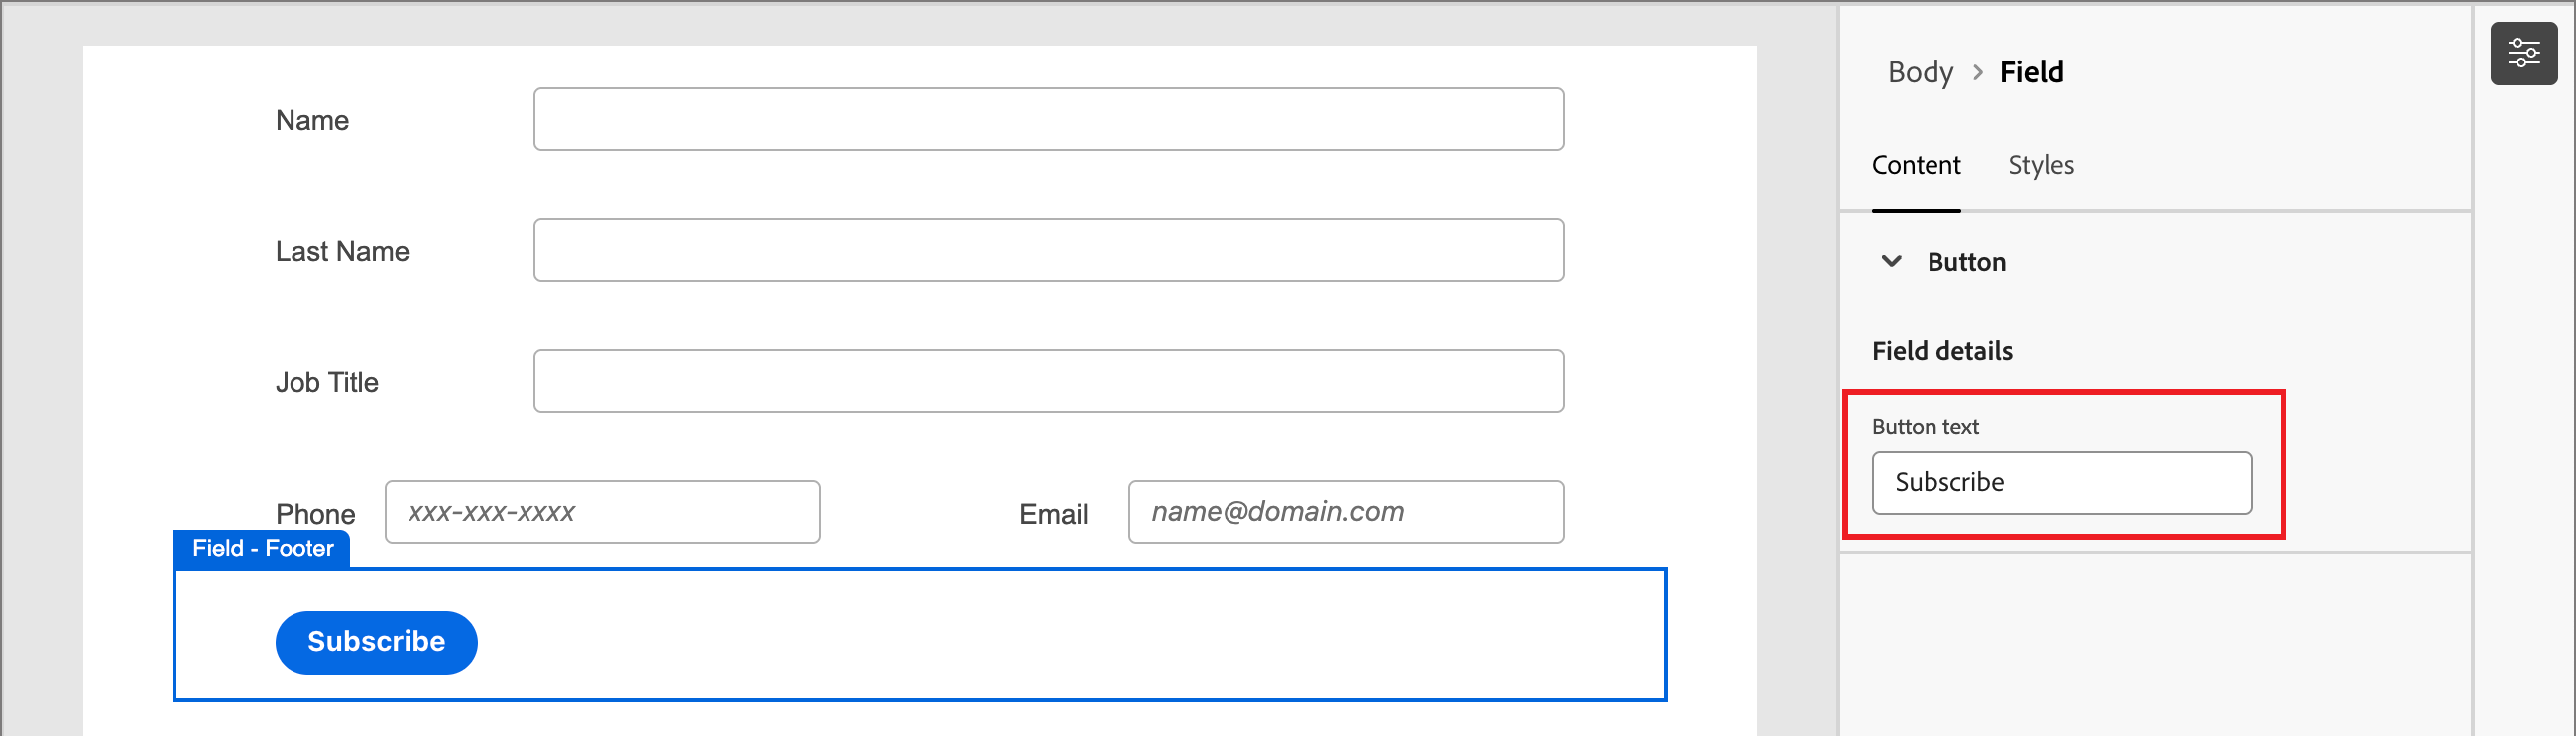 Name
Last Name
Job Title
Phone xxx-xxx-xxxx Email name@domain.com
Field - Footer
Subscribe
Body > Field
Content Styles
Button
Field details
Button text
Subscribe